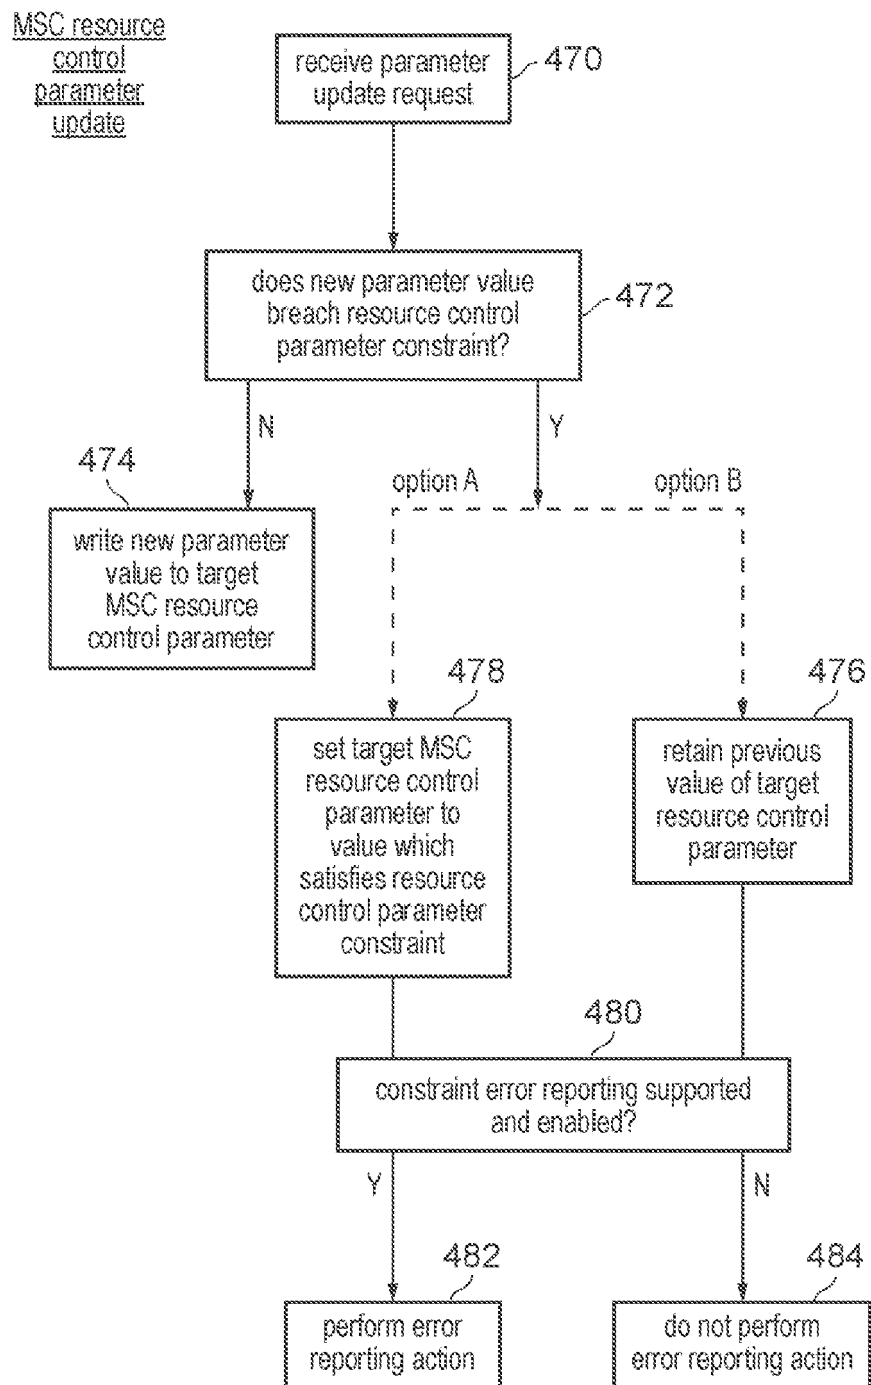 MSC resource
control
parameter
update
receive parameter
update request
470
does new parameter value
breach resource control
parameter constraint?
472
N
Y
474
option A
option B
write new parameter
value to target
MSC resource
control parameter
478
476
set target MSC
resource control
parameter to
value which
satisfies resource
control parameter
constraint
retain previous
value of target
resource control
parameter
480
constraint error reporting supported
and enabled?
Y
N
482
484
perform error
reporting action
do not perform
error reporting action